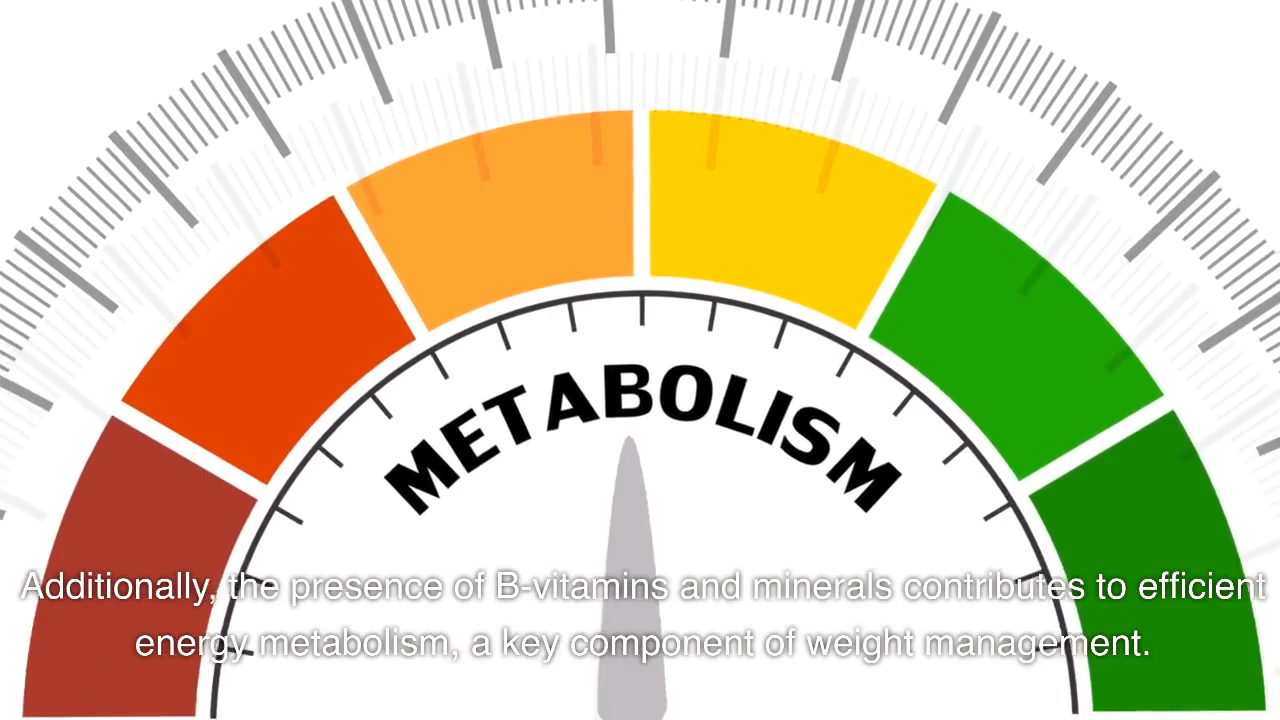 METABOLISM
Additionally, the presence of B-vitamins and minerals contributes to efficient
energy metabolism, a key component of weight management.